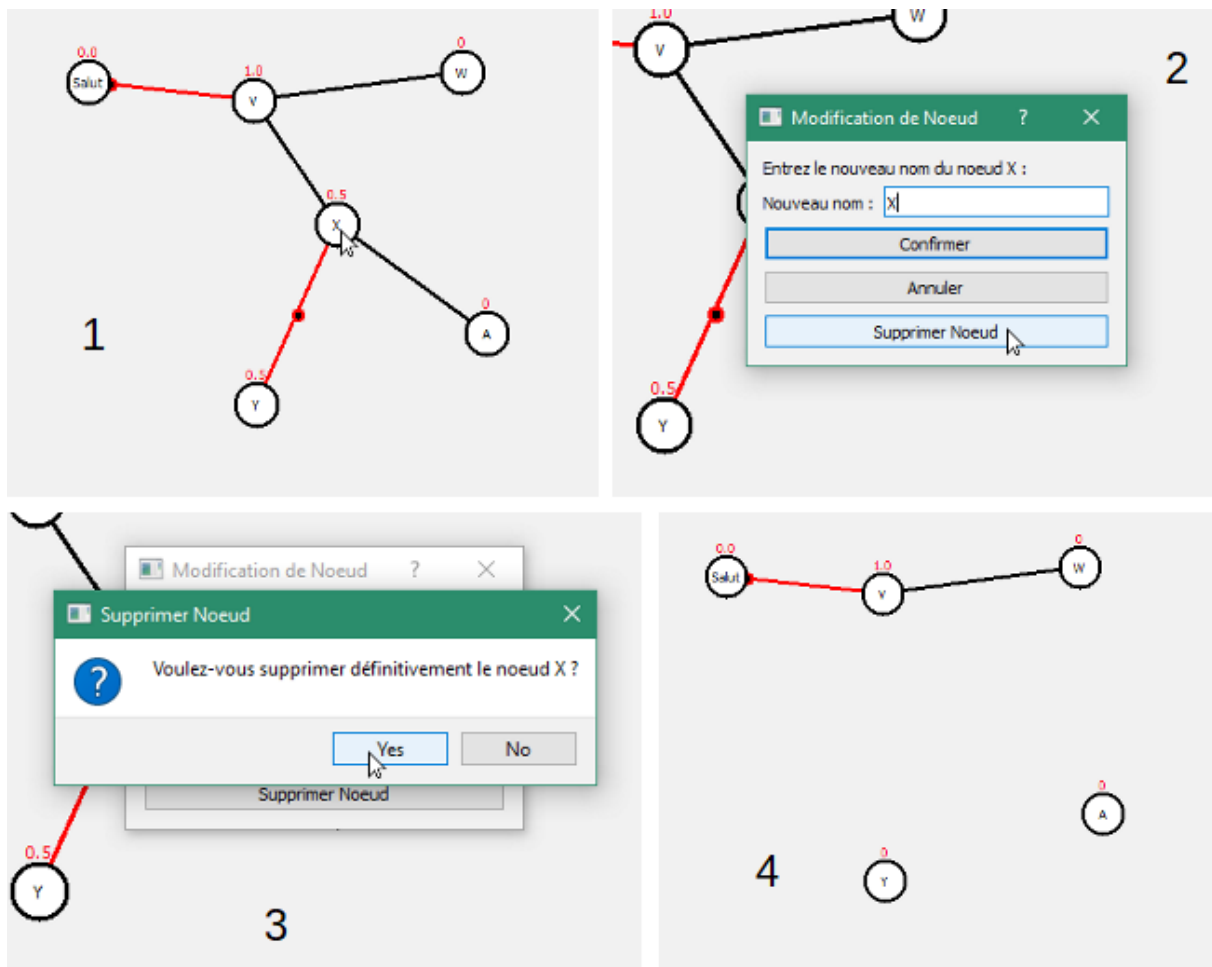 0.0
Salut
1.0
V
0
W
0.5
X
0
A
0.5
Y
1
1.0
V
W
2
Modification de Noeud ?
Entrez le nouveau nom du noeud X :
Nouveau nom : X
Confirmer
Annuler
Supprimer Noeud
0.5
Y
Modification de Noeud ?
Supprimer Noeud
?
Voulez-vous supprimer définitivement le noeud X ?
Yes No
Supprimer Noeud
0.5
Y
3
0.0
Salut
1.0
V
0
W
0
A
0
Y
4